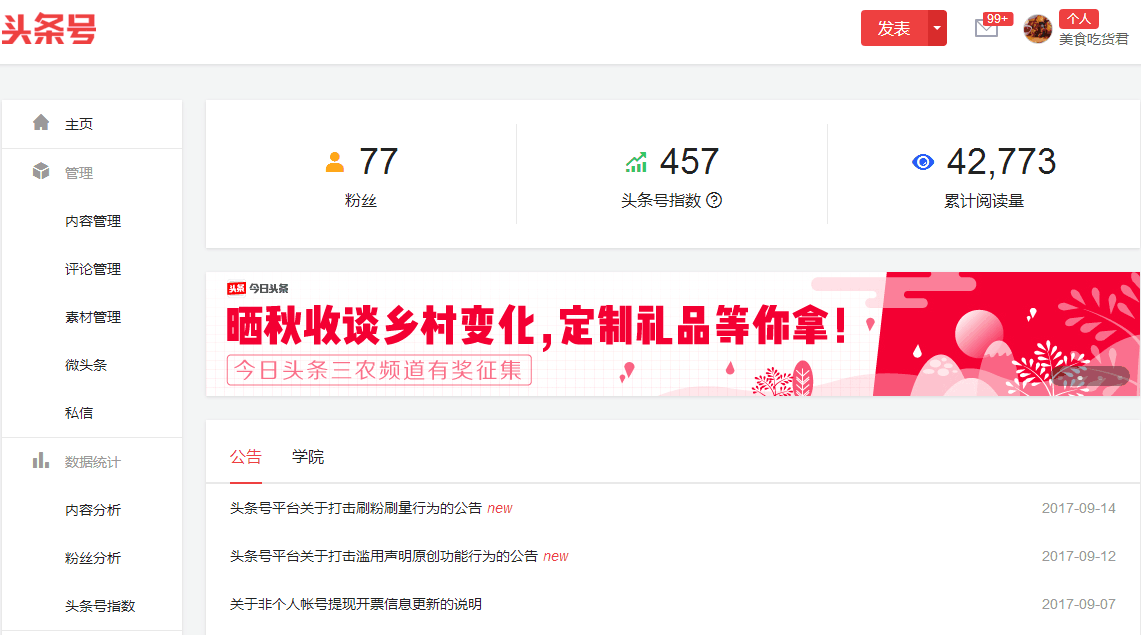 头条号
发表
99+
个人
美食吃货君
主页
管理
内容管理
评论管理
素材管理
微头条
私信
数据统计
内容分析
粉丝分析
头条号指数
77
粉丝
457
头条号指数 ?
42,773
累计阅读量
头条 今日头条
晒秋收谈乡村变化,定制礼品等你拿!
今日头条三农频道有奖征集
公告 学院
头条号平台关于打击刷粉刷量行为的公告 new 2017-09-14
头条号平台关于打击滥用声明原创功能行为的公告 new 2017-09-12
关于非个人帐号提现开票信息更新的说明 2017-09-07